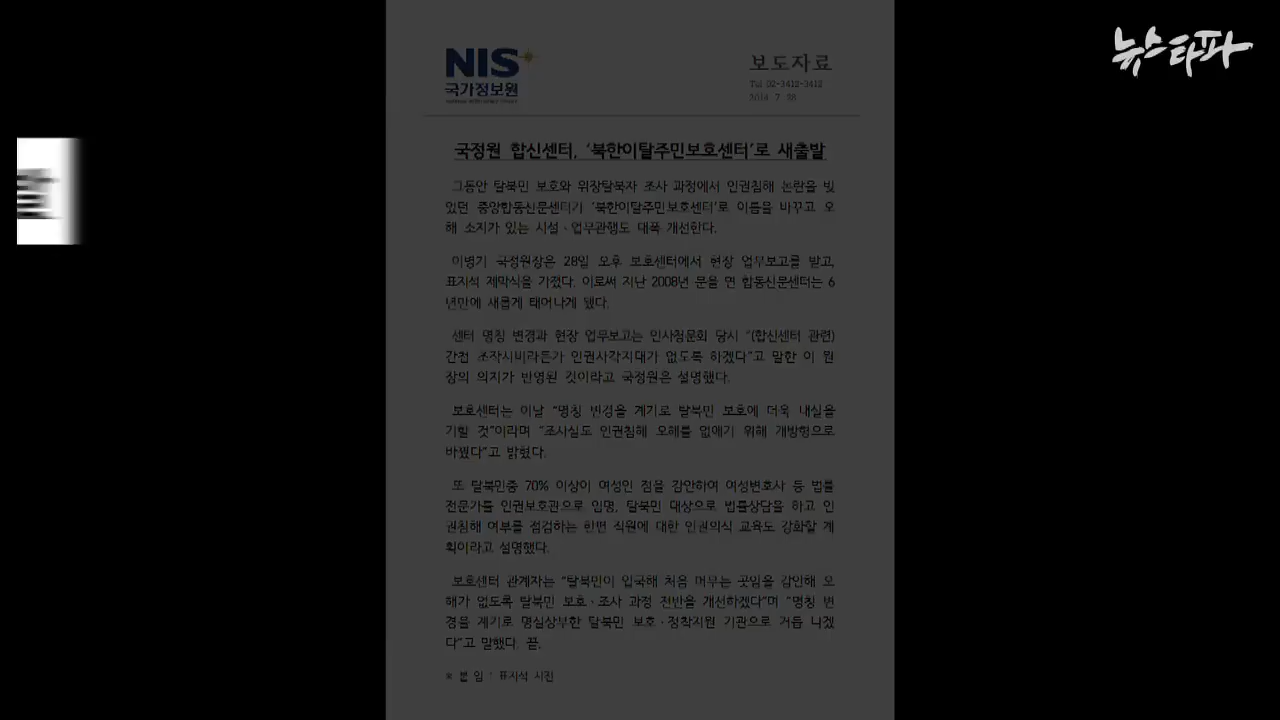 뉴스타파
NIS
국가정보원
보도자료
Tel 02-3412-3412
2014. 7. 28
국정원 합신센터, ‘북한이탈주민보호센터’로 새출발
그동안 탈북민 보호와 위장탈북자 조사 과정에서 인권침해 논란을 빚
었던 중앙합동신문센터가 ‘북한이탈주민보호센터’로 이름을 바꾸고 오
해 소지가 있는 시설·업무관행도 대폭 개선한다.
이병기 국정원장은 28일 오후 보호센터에서 현장 업무보고를 받고,
표지석 제막식을 가졌다. 이로써 지난 2008년 문을 연 합동신문센터는 6
년만에 새롭게 태어나게 됐다.
센터 명칭 변경과 현장 업무보고는 인사청문회 당시 “(합신센터 관련)
간첩 조작시비라든가 인권사각지대가 없도록 하겠다”고 말한 이 원
장의 의지가 반영된 것이라고 국정원은 설명했다.
보호센터는 이날 “명칭 변경을 계기로 탈북민 보호에 더욱 내실을
기할 것”이라며 “조사실도 인권침해 오해를 없애기 위해 개방형으로
바꿨다”고 밝혔다.
또 탈북민중 70% 이상이 여성인 점을 감안하여 여성변호사 등 법률
전문가를 인권보호관으로 임명, 탈북민 대상으로 법률상담을 하고 인
권침해 여부를 점검하는 한편 직원에 대한 인권의식 교육도 강화할 계
획이라고 설명했다.
보호센터 관계자는 “탈북민이 입국해 처음 머무는 곳임을 감안해 오
해가 없도록 탈북민 보호·조사 과정 전반을 개선하겠다”며 “명칭 변
경을 계기로 명실상부한 탈북민 보호·정착지원 기관으로 거듭 나겠
다”고 말했다. 끝.
※ 붙 임 : 표지석 사진